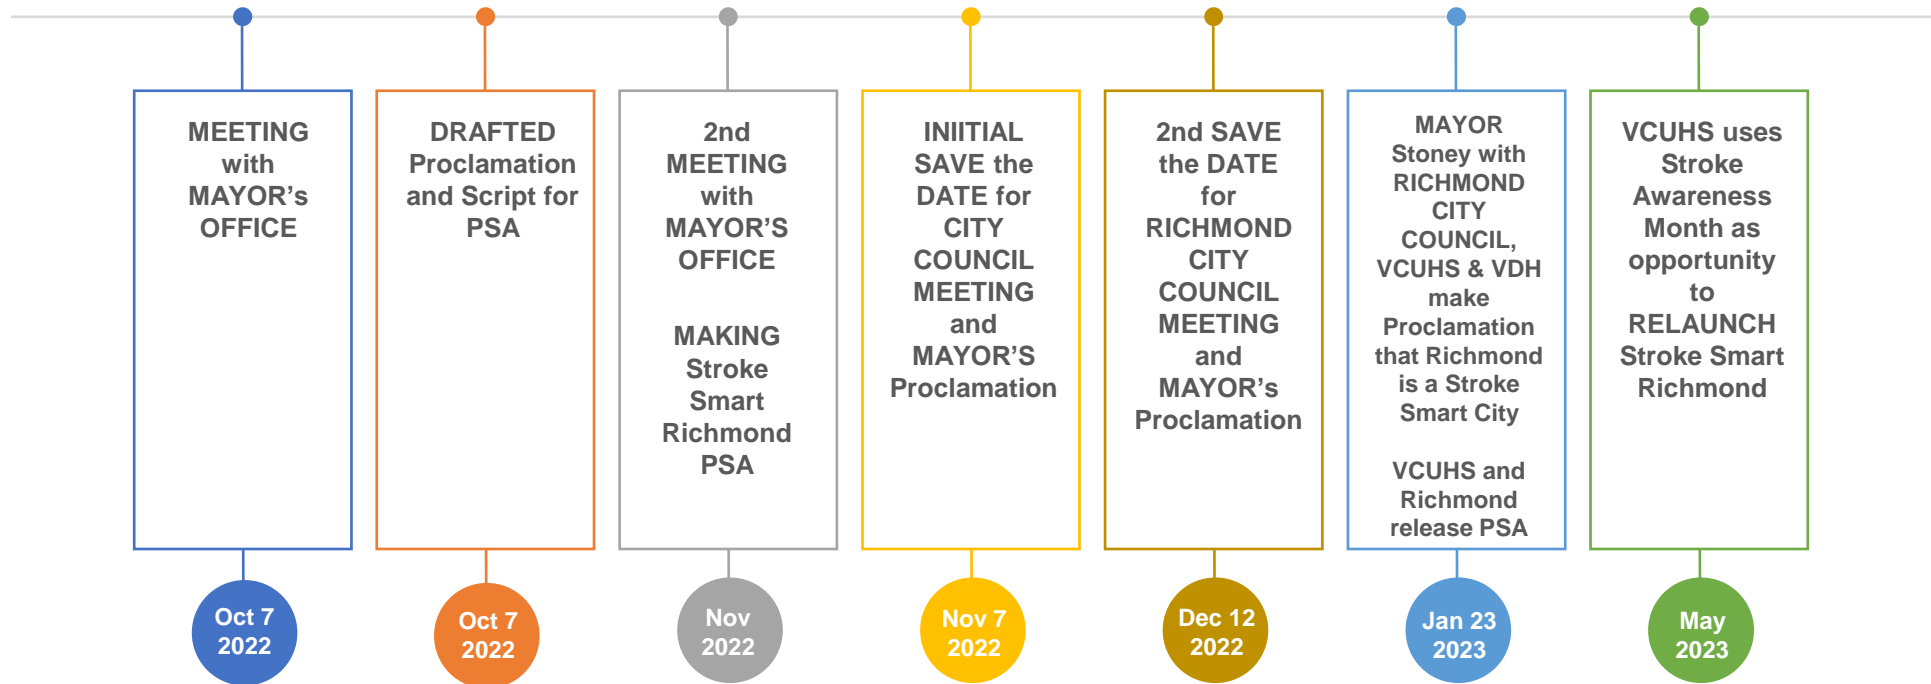 MEETING
with
MAYOR's
OFFICE
Oct 7
2022
DRAFTED
Proclamation
and Script for
PSA
Oct 7
2022
2nd
MEETING
with
MAYOR'S
OFFICE
MAKING
Stroke
Smart
Richmond
PSA
Nov
2022
INIITIAL
SAVE the
DATE for
CITY
COUNCIL
MEETING
and
MAYOR'S
Proclamation
Nov 7
2022
2nd SAVE
the DATE
for
RICHMOND
CITY
COUNCIL
MEETING
and
MAYOR's
Proclamation
Dec 12
2022
MAYOR
Stoney with
RICHMOND
CITY
COUNCIL,
VCUHS & VDH
make
Proclamation
that Richmond
is a Stroke
Smart City
VCUHS and
Richmond
release PSA
Jan 23
2023
VCUHS uses
Stroke
Awareness
Month as
opportunity
to
RELAUNCH
Stroke Smart
Richmond
May
2023